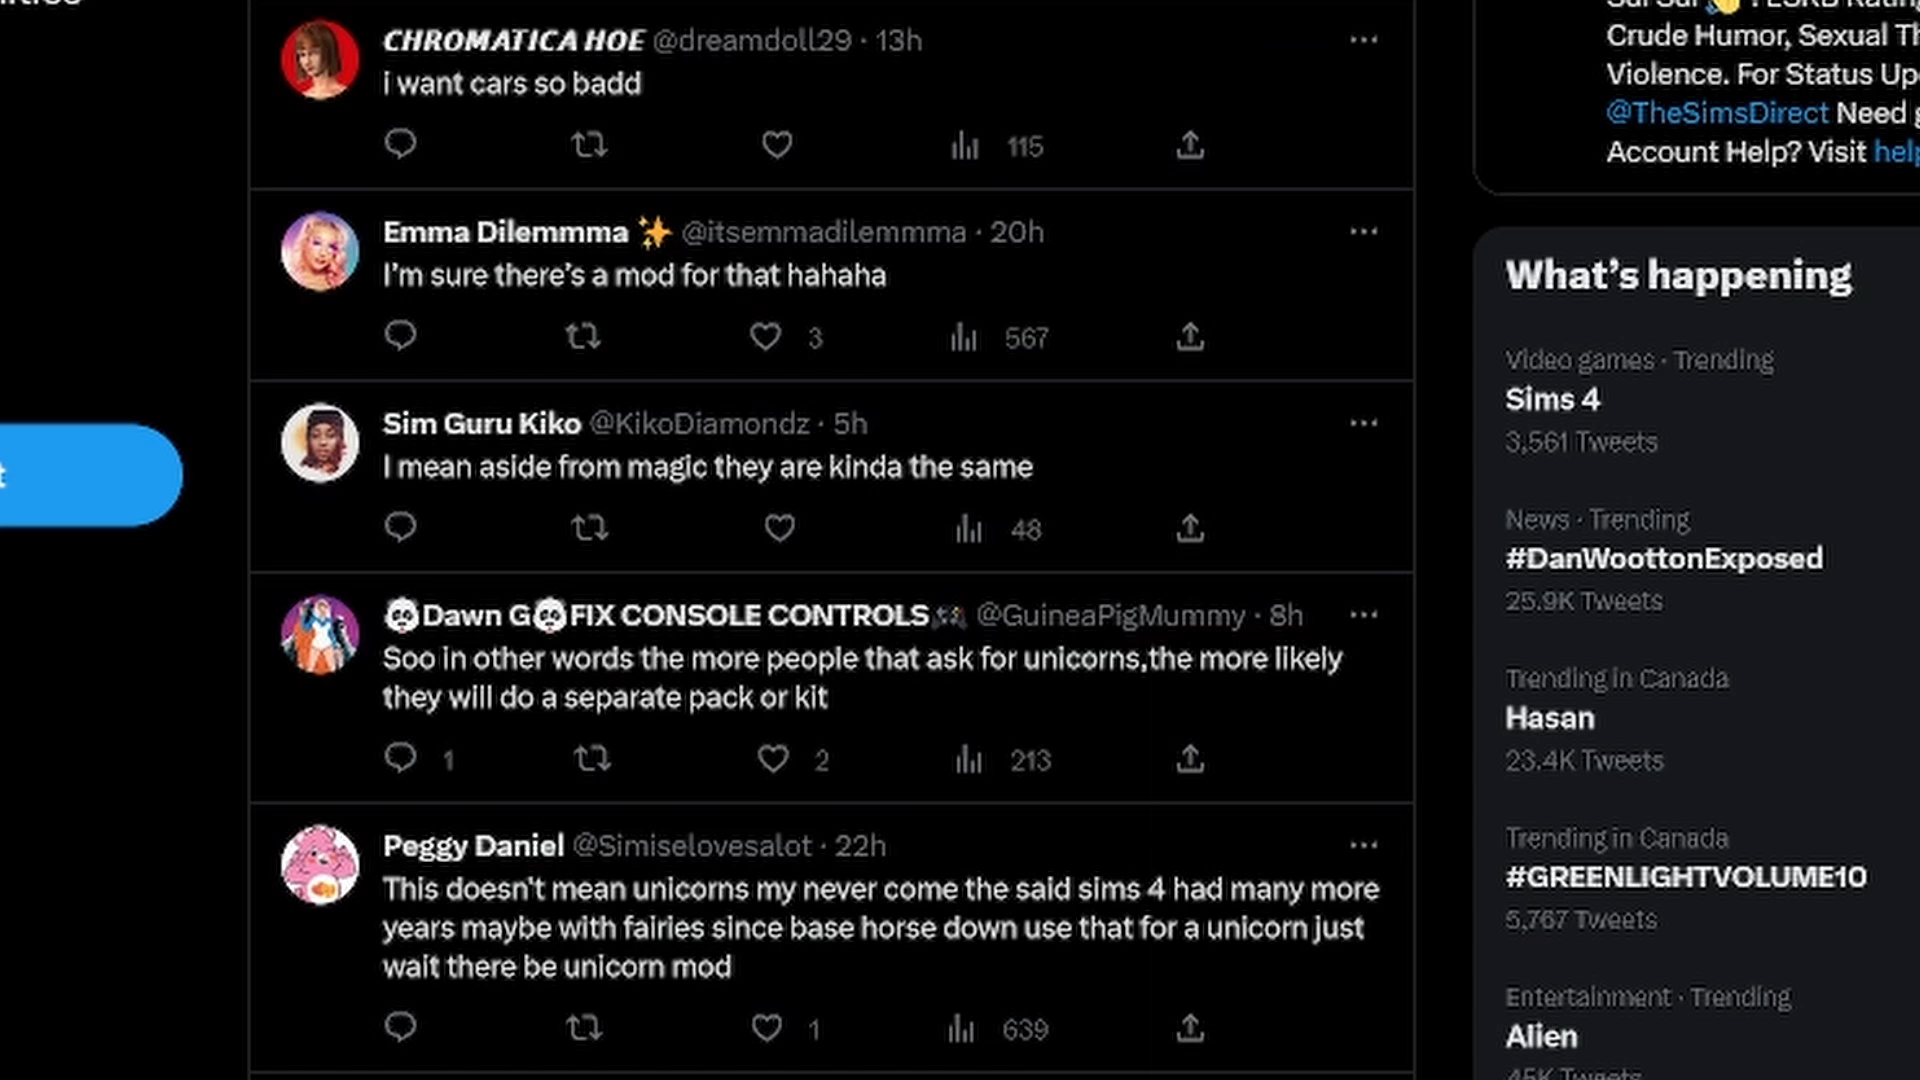 CHROMATICA HOE @dreamdoll29 · 13h
i want cars so badd
115
Emma Dilemmma ✨ @itsemmadilemmma · 20h
I'm sure there's a mod for that hahaha
3 567
Sim Guru Kiko @KikoDiamondz · 5h
I mean aside from magic they are kinda the same
48
Dawn G FIX CONSOLE CONTROLS🎮 @GuineaPigMummy · 8h
Soo in other words the more people that ask for unicorns,the more likely
they will do a separate pack or kit
1 2 213
Peggy Daniel @Simiselovesalot · 22h
This doesn't mean unicorns my never come the said sims 4 had many more
years maybe with fairies since base horse down use that for a unicorn just
wait there be unicorn mod
1 639
Crude Humor, Sexual
Violence. For Status
@TheSimsDirect Need
Account Help? Visit
What's happening
Video games · Trending
Sims 4
3,561 Tweets
News · Trending
#DanWoottonExposed
25.9K Tweets
Trending in Canada
Hasan
23.4K Tweets
Trending in Canada
#GREENLIGHTVOLUME10
5,767 Tweets
Entertainment · Trending
Alien
45K Tweets